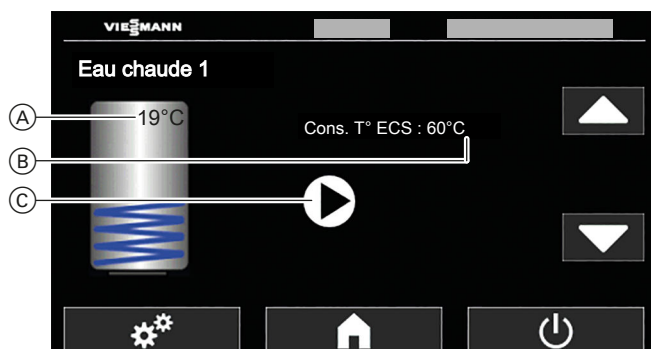 VIESMANN
Eau chaude 1
A
19°C
Cons. T° ECS : 60°C
B
C